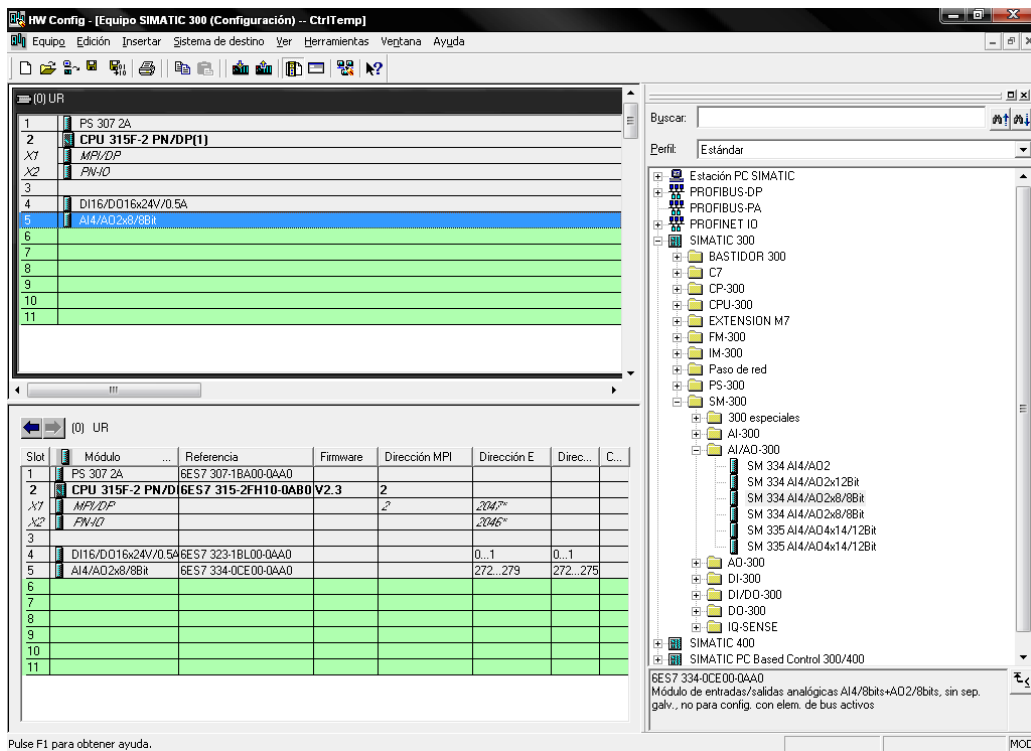 HW Config - [Equipo SIMATIC 300 (Configuración) -- CtrlTemp]
Equipo Edición Insertar Sistema de destino Ver Herramientas Ventana Ayuda
(0) UR
1 PS 307 2A
2 CPU 315F-2 PN/DP(1)
X1 MPI/DP
X2 PN-IO
3
4 DI16/DO16x24V/0.5A
5 AI4/AO2x8/8Bit
6
7
8
9
10
11
(0) UR
Slot Módulo ... Referencia Firmware Dirección MPI Dirección E Direc... C...
1 PS 307 2A 6ES7 307-1BA00-0AA0
2 CPU 315F-2 PN/D 6ES7 315-2FH10-0AB0 V2.3 2
X1 MPI/DP 2 2047*
X2 PN-IO 2046*
3
4 DI16/DO16x24V/0.5A 6ES7 323-1BL00-0AA0 0...1 0...1
5 AI4/AO2x8/8Bit 6ES7 334-0CE00-0AA0 272...279 272...275
6
7
8
9
10
11
Buscar:
Perfil: Estándar
Estación PC SIMATIC
PROFIBUS-DP
PROFIBUS-PA
PROFINET IO
SIMATIC 300
BASTIDOR 300
C7
CP-300
CPU-300
EXTENSION M7
FM-300
IM-300
Paso de red
PS-300
SM-300
300 especiales
AI-300
AI/AO-300
SM 334 AI4/AO2
SM 334 AI4/AO2x12Bit
SM 334 AI4/AO2x8/8Bit
SM 334 AI4/AO2x8/8Bit
SM 335 AI4/AO4x14/12Bit
SM 335 AI4/AO4x14/12Bit
AO-300
DI-300
DI/DO-300
DO-300
IQ-SENSE
SIMATIC 400
SIMATIC PC Based Control 300/400
6ES7 334-0CE00-0AA0
Módulo de entradas/salidas analógicas AI4/8bits+AO2/8bits, sin sep.
galv., no para config. con elem. de bus activos
Pulse F1 para obtener ayuda.
MOD